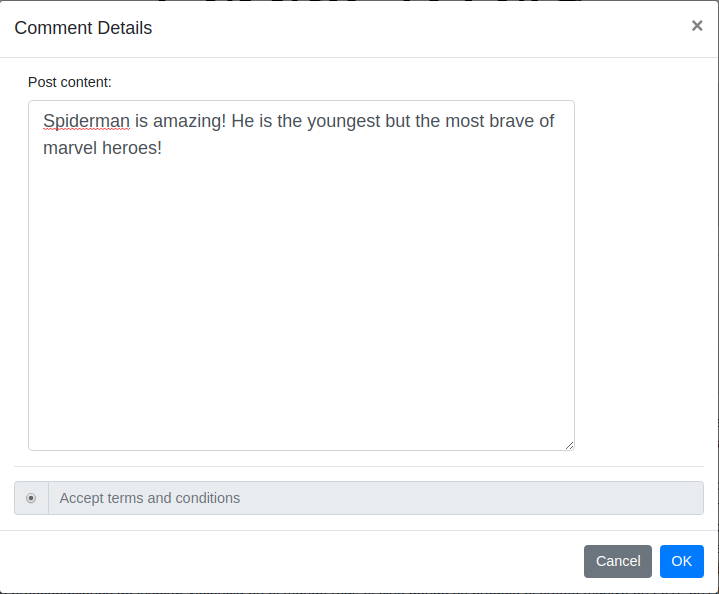 Comment Details
×
Post content:
Spiderman is amazing! He is the youngest but the most brave of
marvel heroes!
Accept terms and conditions
Cancel
OK